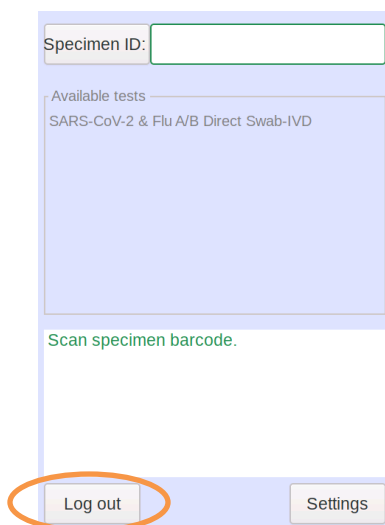 Specimen ID:
Available tests
SARS-CoV-2 & Flu A/B Direct Swab-IVD
Scan specimen barcode.
Log out
Settings